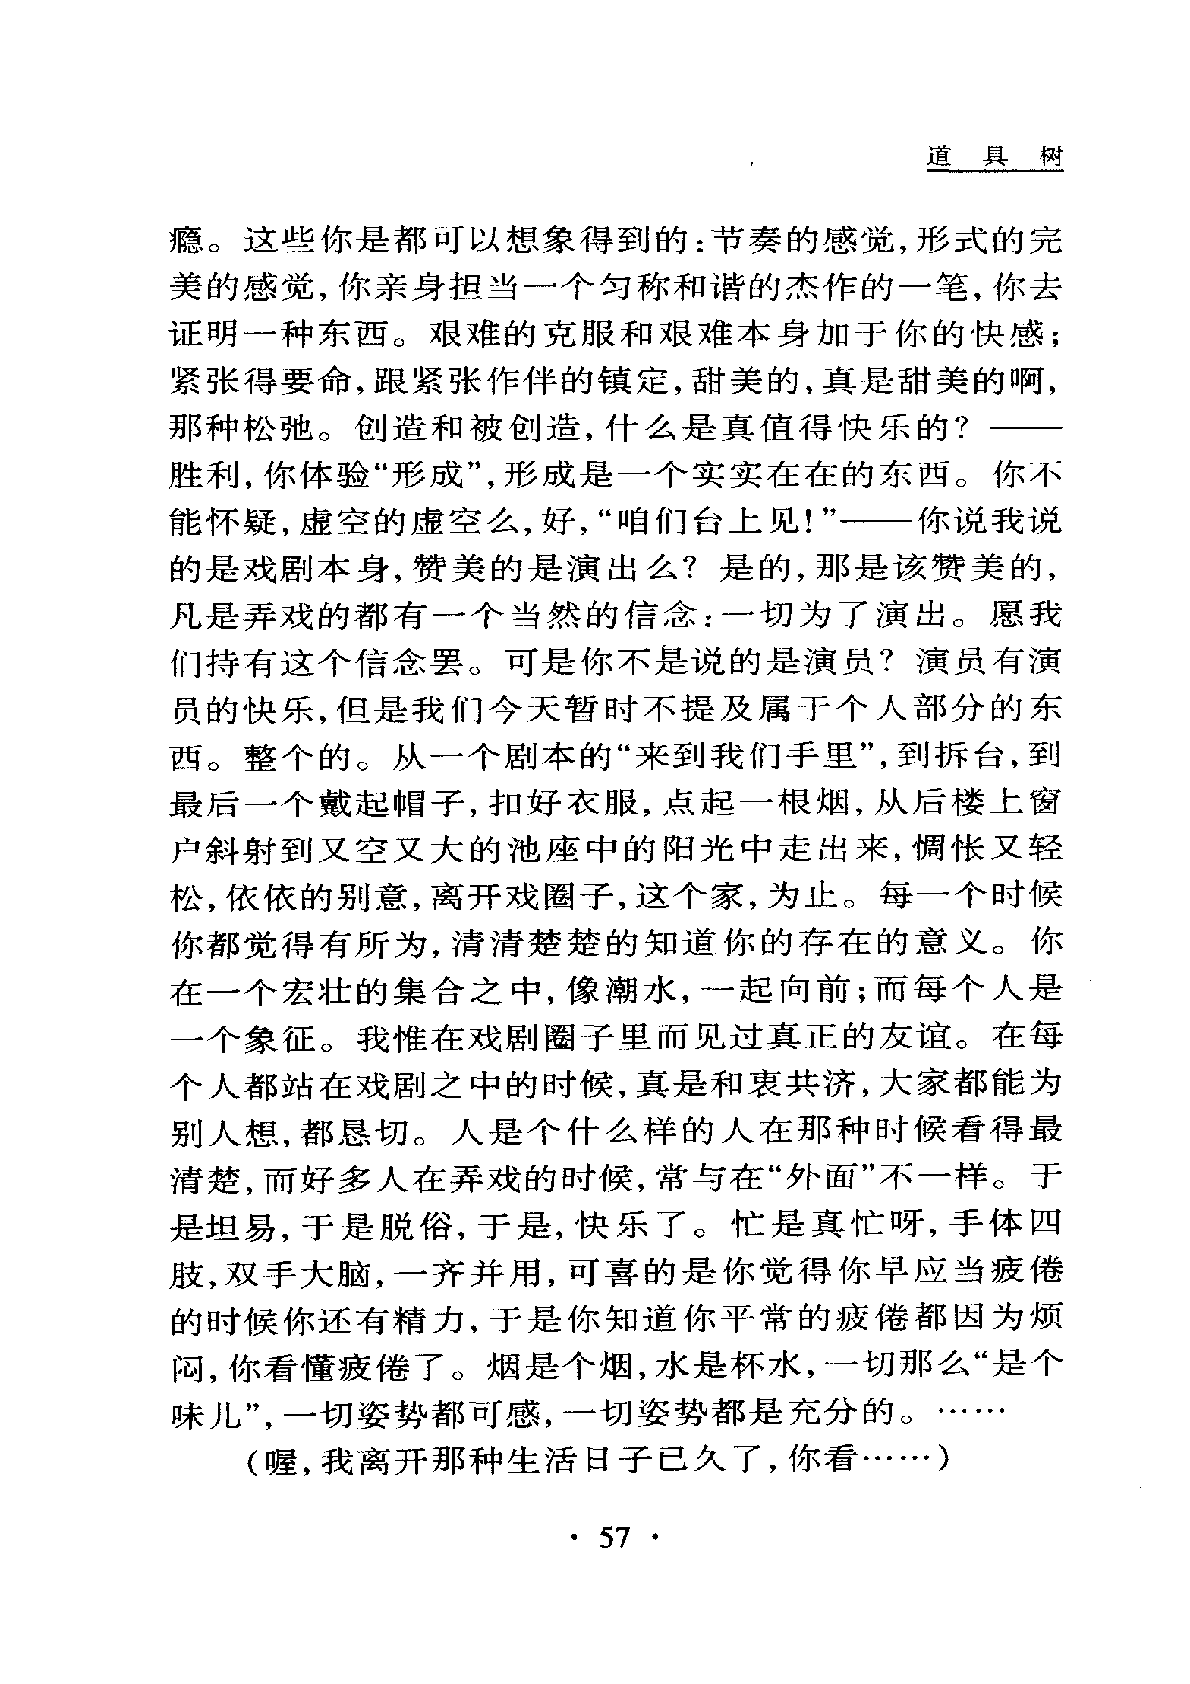 道 具 树
瘾。这些你是都可以想象得到的:节奏的感觉,形式的完
美的感觉,你亲身担当一个匀称和谐的杰作的一笔,你去
证明一种东西。艰难的克服和艰难本身加于你的快感;
紧张得要命,跟紧张作伴的镇定,甜美的,真是甜美的啊,
那种松弛。创造和被创造,什么是真值得快乐的?——
胜利,你体验“形成”,形成是一个实实在在的东西。你不
能怀疑,虚空的虚空么,好,“咱们台上见!”——你说我说
的是戏剧本身,赞美的是演出么?是的,那是该赞美的,
凡是弄戏的都有一个当然的信念:一切为了演出。愿我
们持有这个信念罢。可是你不是说的是演员?演员有演
员的快乐,但是我们今天暂时不提及属于个人部分的东
西。整个的。从一个剧本的“来到我们手里”,到拆台,到
最后一个戴起帽子,扣好衣服,点起一根烟,从后楼上窗
户斜射到又空又大的池座中的阳光中走出来,惆怅又轻
松,依依的别意,离开戏圈子,这个家,为止。每一个时候
你都觉得有所为,清清楚楚的知道你的存在的意义。你
在一个宏壮的集合之中,像潮水,一起向前;而每个人是
一个象征。我惟在戏剧圈子里而见过真正的友谊。在每
个人都站在戏剧之中的时候,真是和衷共济,大家都能为
别人想,都恳切。人是个什么样的人在那种时候看得最
清楚,而好多人在弄戏的时候,常与在“外面”不一样。于
是坦易,于是脱俗,于是,快乐了。忙是真忙呀,手体四
肢,双手大脑,一齐并用,可喜的是你觉得你早应当疲倦
的时候你还有精力,于是你知道你平常的疲倦都因为烦
闷,你看懂疲倦了。烟是个烟,水是杯水,一切那么“是个
味儿”,一切姿势都可感,一切姿势都是充分的。……
(喔,我离开那种生活日子已久了,你看……)
· 57 ·